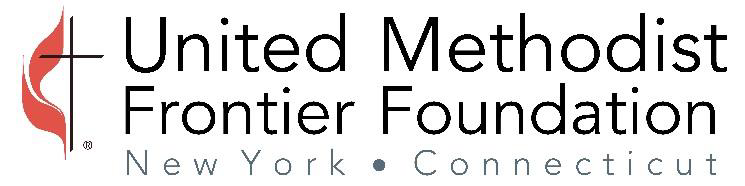 United Methodist
Frontier Foundation
®
New York • Connecticut